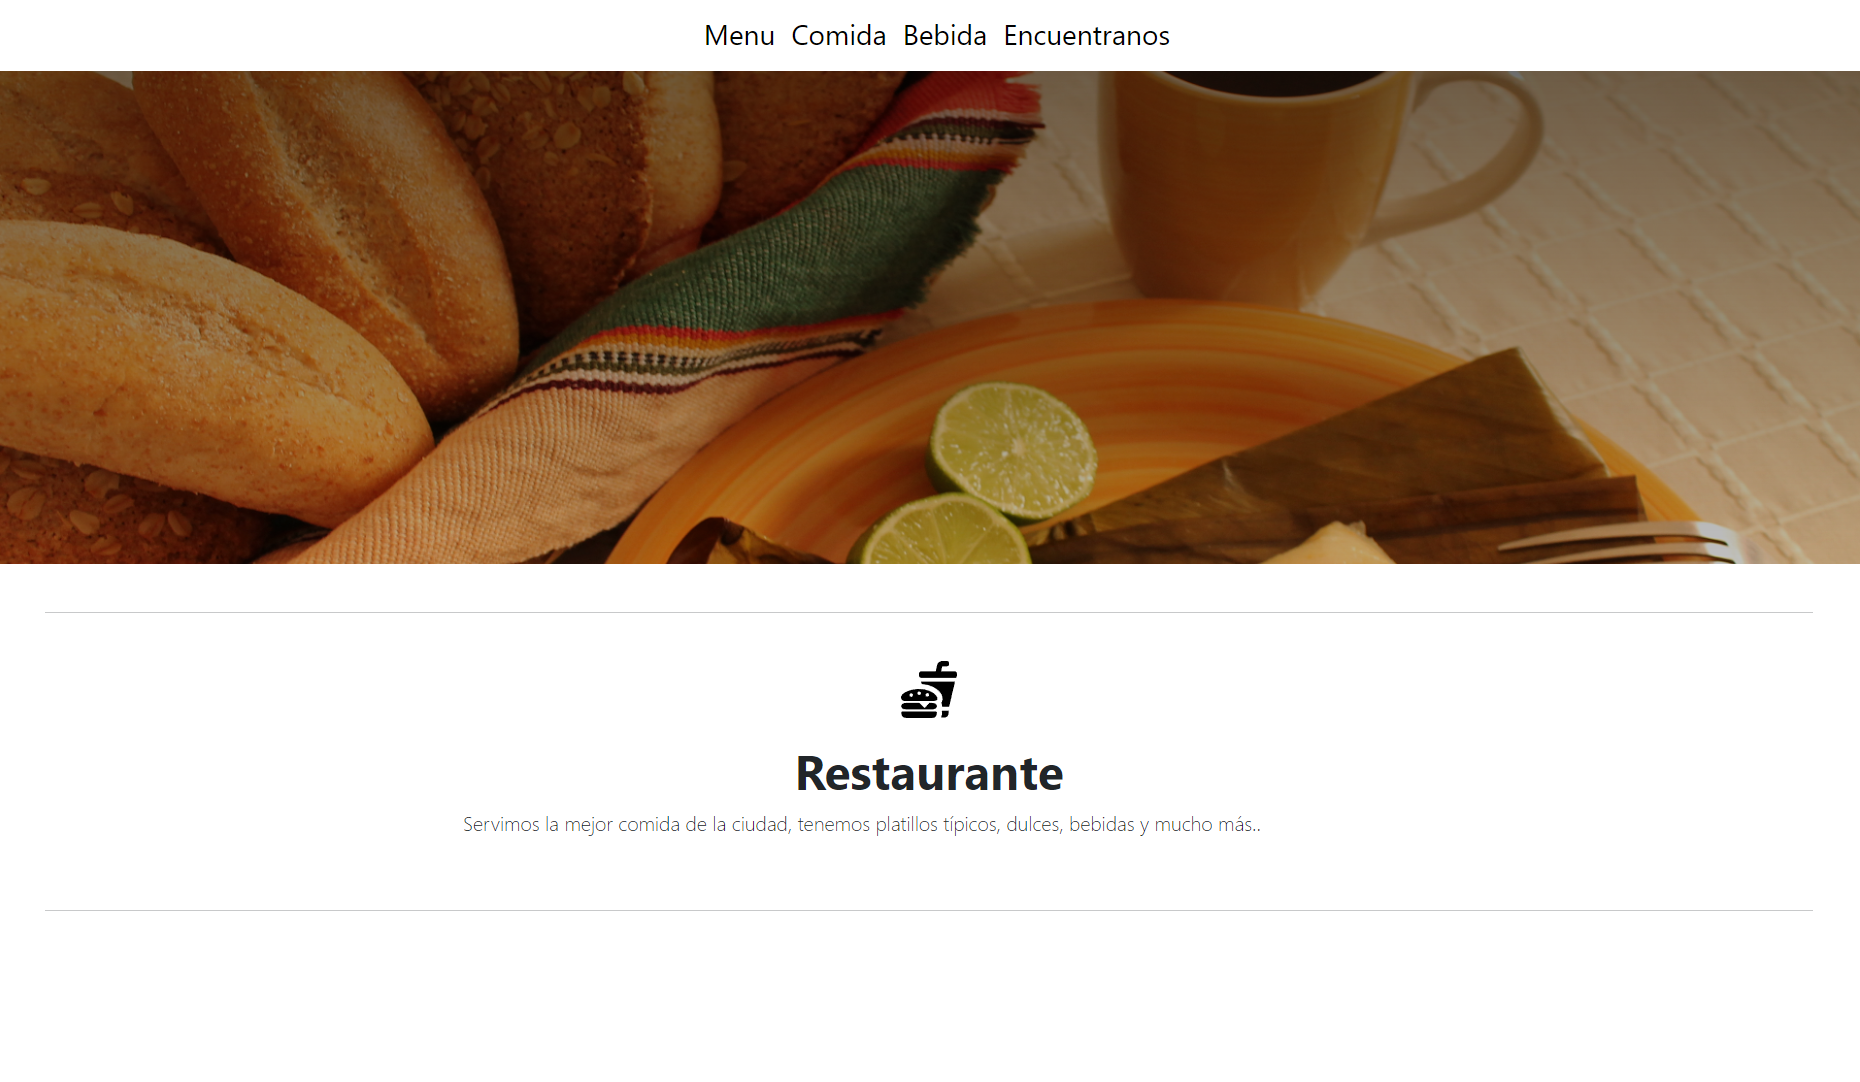 Menu Comida Bebida Encuentranos
Restaurante
Servimos la mejor comida de la ciudad, tenemos platillos típicos, dulces, bebidas y mucho más..